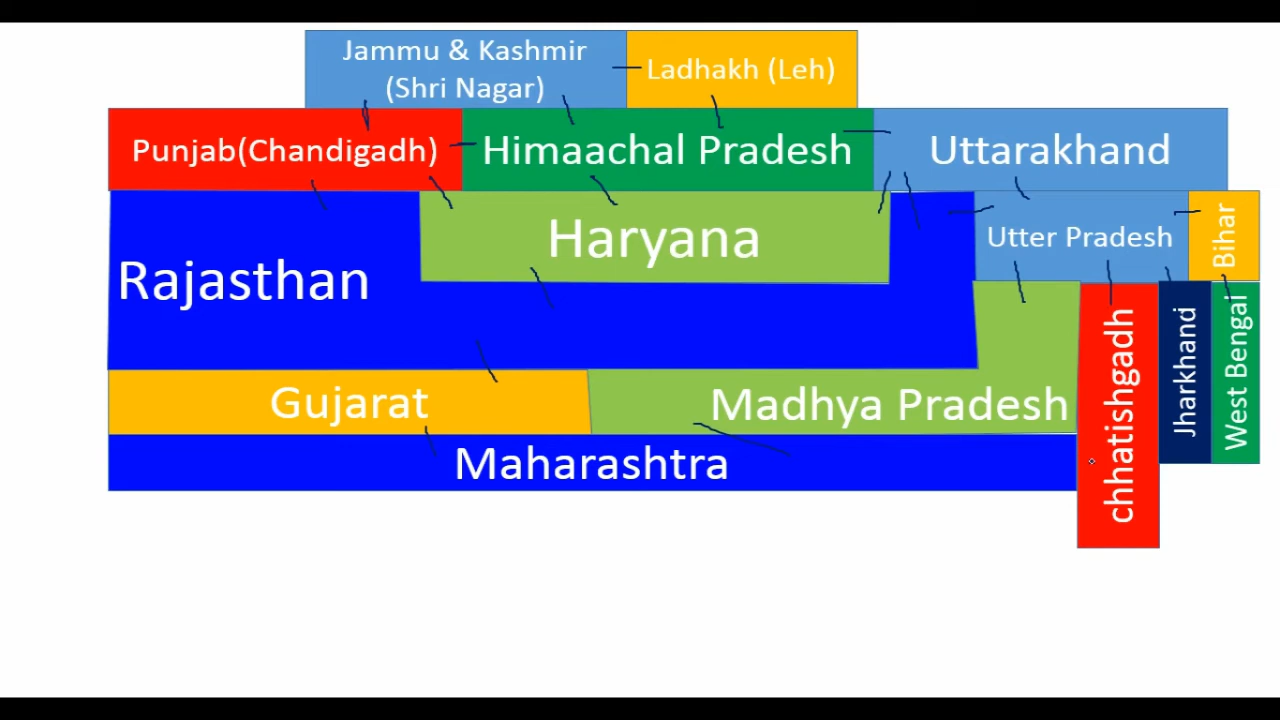 Jammu & Kashmir
(Shri Nagar)
Ladhakh (Leh)
Punjab(Chandigadh)
Himaachal Pradesh
Uttarakhand
Rajasthan
Haryana
Utter Pradesh
Bihar
Gujarat
Madhya Pradesh
chhatishgadh
Jharkhand
West Bengal
Maharashtra